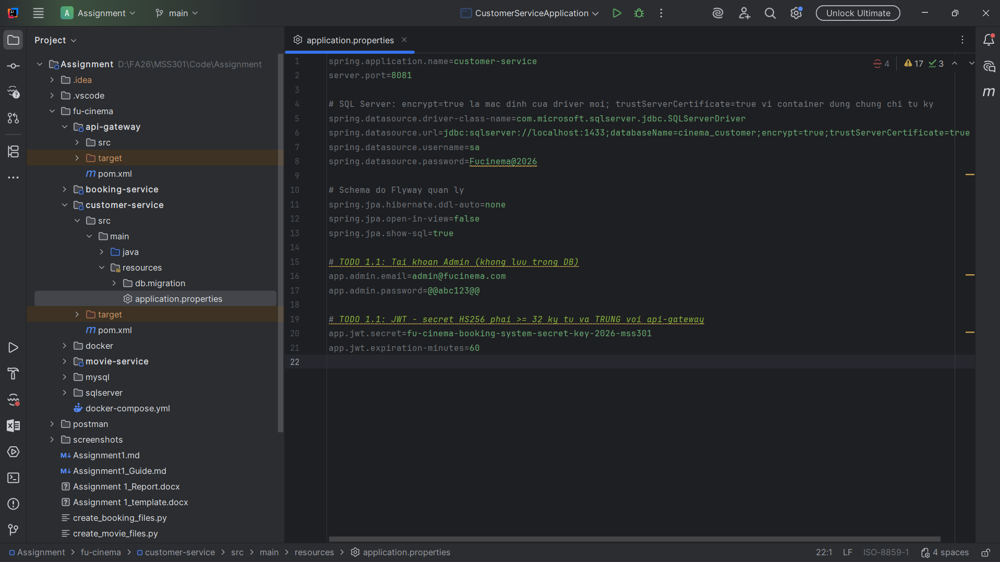 A Assignment
main
CustomerServiceApplication
Unlock Ultimate
Project
Assignment D:\FA26\MSS301\Code\Assignment
.idea
.vscode
fu-cinema
api-gateway
src
target
m pom.xml
booking-service
customer-service
src
main
java
resources
db.migration
application.properties
target
m pom.xml
docker
movie-service
mysql
sqlserver
docker-compose.yml
postman
screenshots
M↓ Assignment1.md
M↓ Assignment1_Guide.md
Assignment 1_Report.docx
Assignment 1_template.docx
create_booking_files.py
create_movie_files.py
application.properties
4 17 3
m
1 spring.application.name=customer-service
2 server.port=8081
3
4 # SQL Server: encrypt=true la mac dinh cua driver moi; trustServerCertificate=true vi container dung chung chi tu ky
5 spring.datasource.driver-class-name=com.microsoft.sqlserver.jdbc.SQLServerDriver
6 spring.datasource.url=jdbc:sqlserver://localhost:1433;databaseName=cinema_customer;encrypt=true;trustServerCertificate=true
7 spring.datasource.username=sa
8 spring.datasource.password=Fucinema@2026
9
10 # Schema do Flyway quan ly
11 spring.jpa.hibernate.ddl-auto=none
12 spring.jpa.open-in-view=false
13 spring.jpa.show-sql=true
14
15 # TODO 1.1: Tai khoan Admin (khong luu trong DB)
16 app.admin.email=admin@fucinema.com
17 app.admin.password=@@abc123@@
18
19 # TODO 1.1: JWT - secret HS256 phai >= 32 ky tu va TRUNG voi api-gateway
20 app.jwt.secret=fu-cinema-booking-system-secret-key-2026-mss301
21 app.jwt.expiration-minutes=60
22
Assignment > fu-cinema > customer-service > src > main > resources > application.properties
22:1 LF ISO-8859-1 4 spaces